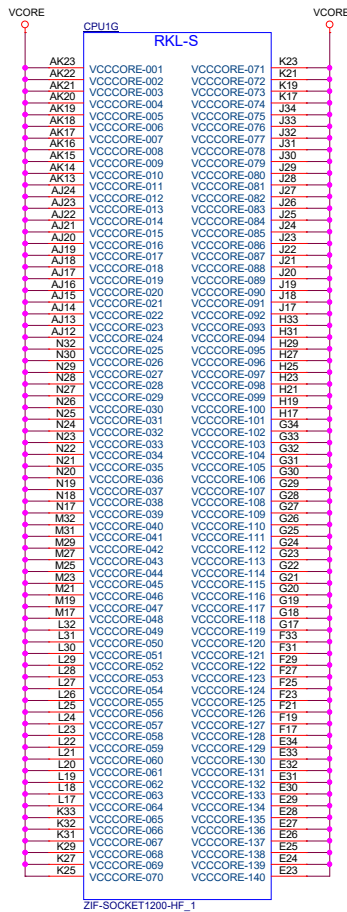 VCORE VCORE
CPU1G
RKL-S
AK23 VCCCORE-001 VCCCORE-071 K23
AK22 VCCCORE-002 VCCCORE-072 K21
AK21 VCCCORE-003 VCCCORE-073 K19
AK20 VCCCORE-004 VCCCORE-074 K17
AK19 VCCCORE-005 VCCCORE-075 J34
AK18 VCCCORE-006 VCCCORE-076 J33
AK17 VCCCORE-007 VCCCORE-077 J32
AK16 VCCCORE-008 VCCCORE-078 J31
AK15 VCCCORE-009 VCCCORE-079 J30
AK14 VCCCORE-010 VCCCORE-080 J29
AK13 VCCCORE-011 VCCCORE-081 J28
AJ24 VCCCORE-012 VCCCORE-082 J27
AJ23 VCCCORE-013 VCCCORE-083 J26
AJ22 VCCCORE-014 VCCCORE-084 J25
AJ21 VCCCORE-015 VCCCORE-085 J24
AJ20 VCCCORE-016 VCCCORE-086 J23
AJ19 VCCCORE-017 VCCCORE-087 J22
AJ18 VCCCORE-018 VCCCORE-088 J21
AJ17 VCCCORE-019 VCCCORE-089 J20
AJ16 VCCCORE-020 VCCCORE-090 J19
AJ15 VCCCORE-021 VCCCORE-091 J18
AJ14 VCCCORE-022 VCCCORE-092 J17
AJ13 VCCCORE-023 VCCCORE-093 H33
AJ12 VCCCORE-024 VCCCORE-094 H31
N32 VCCCORE-025 VCCCORE-095 H29
N30 VCCCORE-026 VCCCORE-096 H27
N29 VCCCORE-027 VCCCORE-097 H25
N28 VCCCORE-028 VCCCORE-098 H23
N27 VCCCORE-029 VCCCORE-099 H21
N26 VCCCORE-030 VCCCORE-100 H19
N25 VCCCORE-031 VCCCORE-101 H17
N24 VCCCORE-032 VCCCORE-102 G34
N23 VCCCORE-033 VCCCORE-103 G33
N22 VCCCORE-034 VCCCORE-104 G32
N21 VCCCORE-035 VCCCORE-105 G31
N20 VCCCORE-036 VCCCORE-106 G30
N19 VCCCORE-037 VCCCORE-107 G29
N18 VCCCORE-038 VCCCORE-108 G28
N17 VCCCORE-039 VCCCORE-109 G27
M32 VCCCORE-040 VCCCORE-110 G26
M31 VCCCORE-041 VCCCORE-111 G25
M29 VCCCORE-042 VCCCORE-112 G24
M27 VCCCORE-043 VCCCORE-113 G23
M25 VCCCORE-044 VCCCORE-114 G22
M23 VCCCORE-045 VCCCORE-115 G21
M21 VCCCORE-046 VCCCORE-116 G20
M19 VCCCORE-047 VCCCORE-117 G19
M17 VCCCORE-048 VCCCORE-118 G18
L32 VCCCORE-049 VCCCORE-119 G17
L31 VCCCORE-050 VCCCORE-120 F33
L30 VCCCORE-051 VCCCORE-121 F31
L29 VCCCORE-052 VCCCORE-122 F29
L28 VCCCORE-053 VCCCORE-123 F27
L27 VCCCORE-054 VCCCORE-124 F25
L26 VCCCORE-055 VCCCORE-125 F23
L25 VCCCORE-056 VCCCORE-126 F21
L24 VCCCORE-057 VCCCORE-127 F19
L23 VCCCORE-058 VCCCORE-128 F17
L22 VCCCORE-059 VCCCORE-129 E34
L21 VCCCORE-060 VCCCORE-130 E33
L20 VCCCORE-061 VCCCORE-131 E32
L19 VCCCORE-062 VCCCORE-132 E31
L18 VCCCORE-063 VCCCORE-133 E30
L17 VCCCORE-064 VCCCORE-134 E29
K33 VCCCORE-065 VCCCORE-135 E28
K32 VCCCORE-066 VCCCORE-136 E27
K31 VCCCORE-067 VCCCORE-137 E26
K29 VCCCORE-068 VCCCORE-138 E25
K27 VCCCORE-069 VCCCORE-139 E24
K25 VCCCORE-070 VCCCORE-140 E23
ZIF-SOCKET1200-HF_1